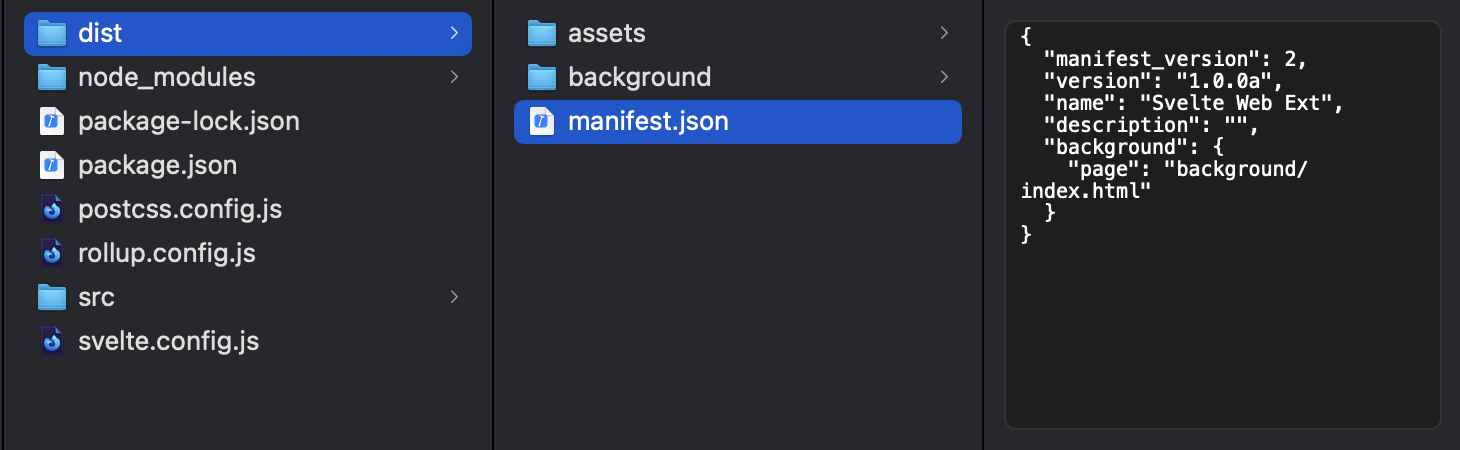 dist
node_modules
package-lock.json
package.json
postcss.config.js
rollup.config.js
src
svelte.config.js
assets
background
manifest.json
{
  "manifest_version": 2,
  "version": "1.0.0a",
  "name": "Svelte Web Ext",
  "description": "",
  "background": {
    "page": "background/
index.html"
  }
}